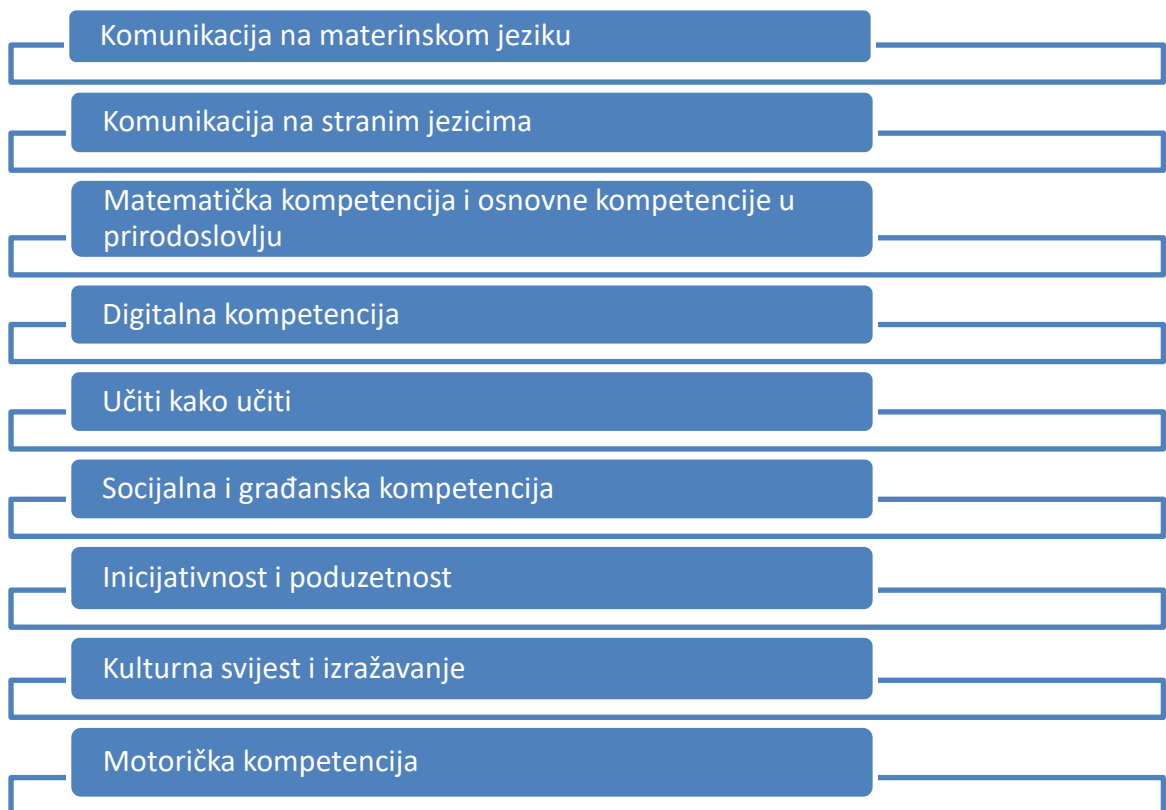 Komunikacija na materinskom jeziku
Komunikacija na stranim jezicima
Matematička kompetencija i osnovne kompetencije u
prirodoslovlju
Digitalna kompetencija
Učiti kako učiti
Socijalna i građanska kompetencija
Inicijativnost i poduzetnost
Kulturna svijest i izražavanje
Motorička kompetencija